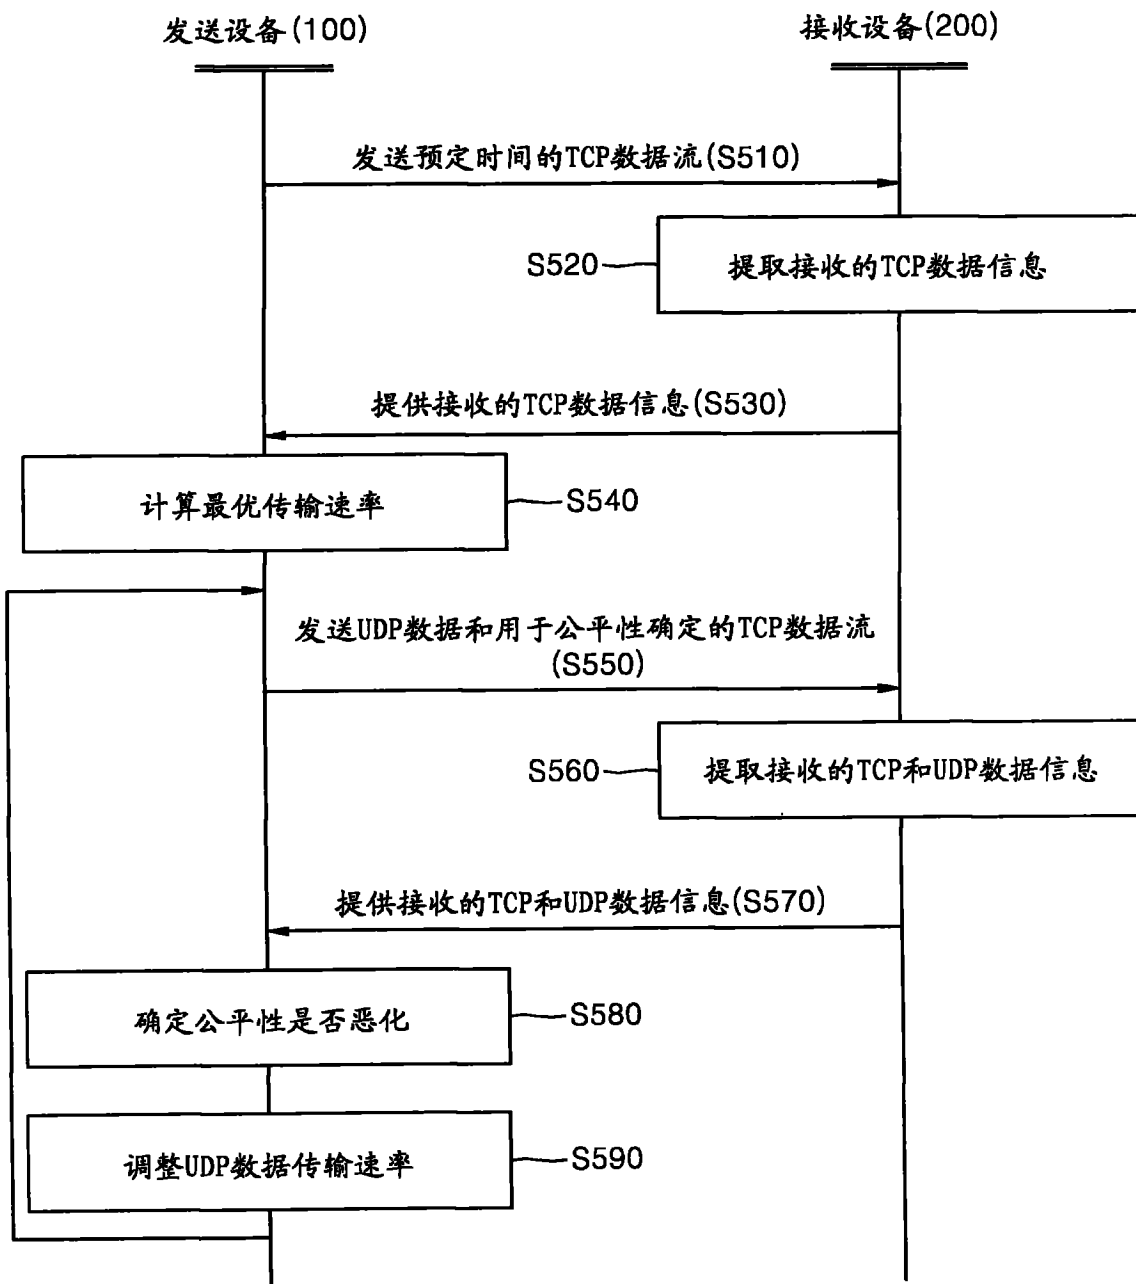 发送设备(100)
接收设备(200)
发送预定时间的TCP数据流(S510)
S520
提取接收的TCP数据信息
提供接收的TCP数据信息(S530)
计算最优传输速率
S540
发送UDP数据和用于公平性确定的TCP数据流
(S550)
S560
提取接收的TCP和UDP数据信息
提供接收的TCP和UDP数据信息(S570)
确定公平性是否恶化
S580
调整UDP数据传输速率
S590